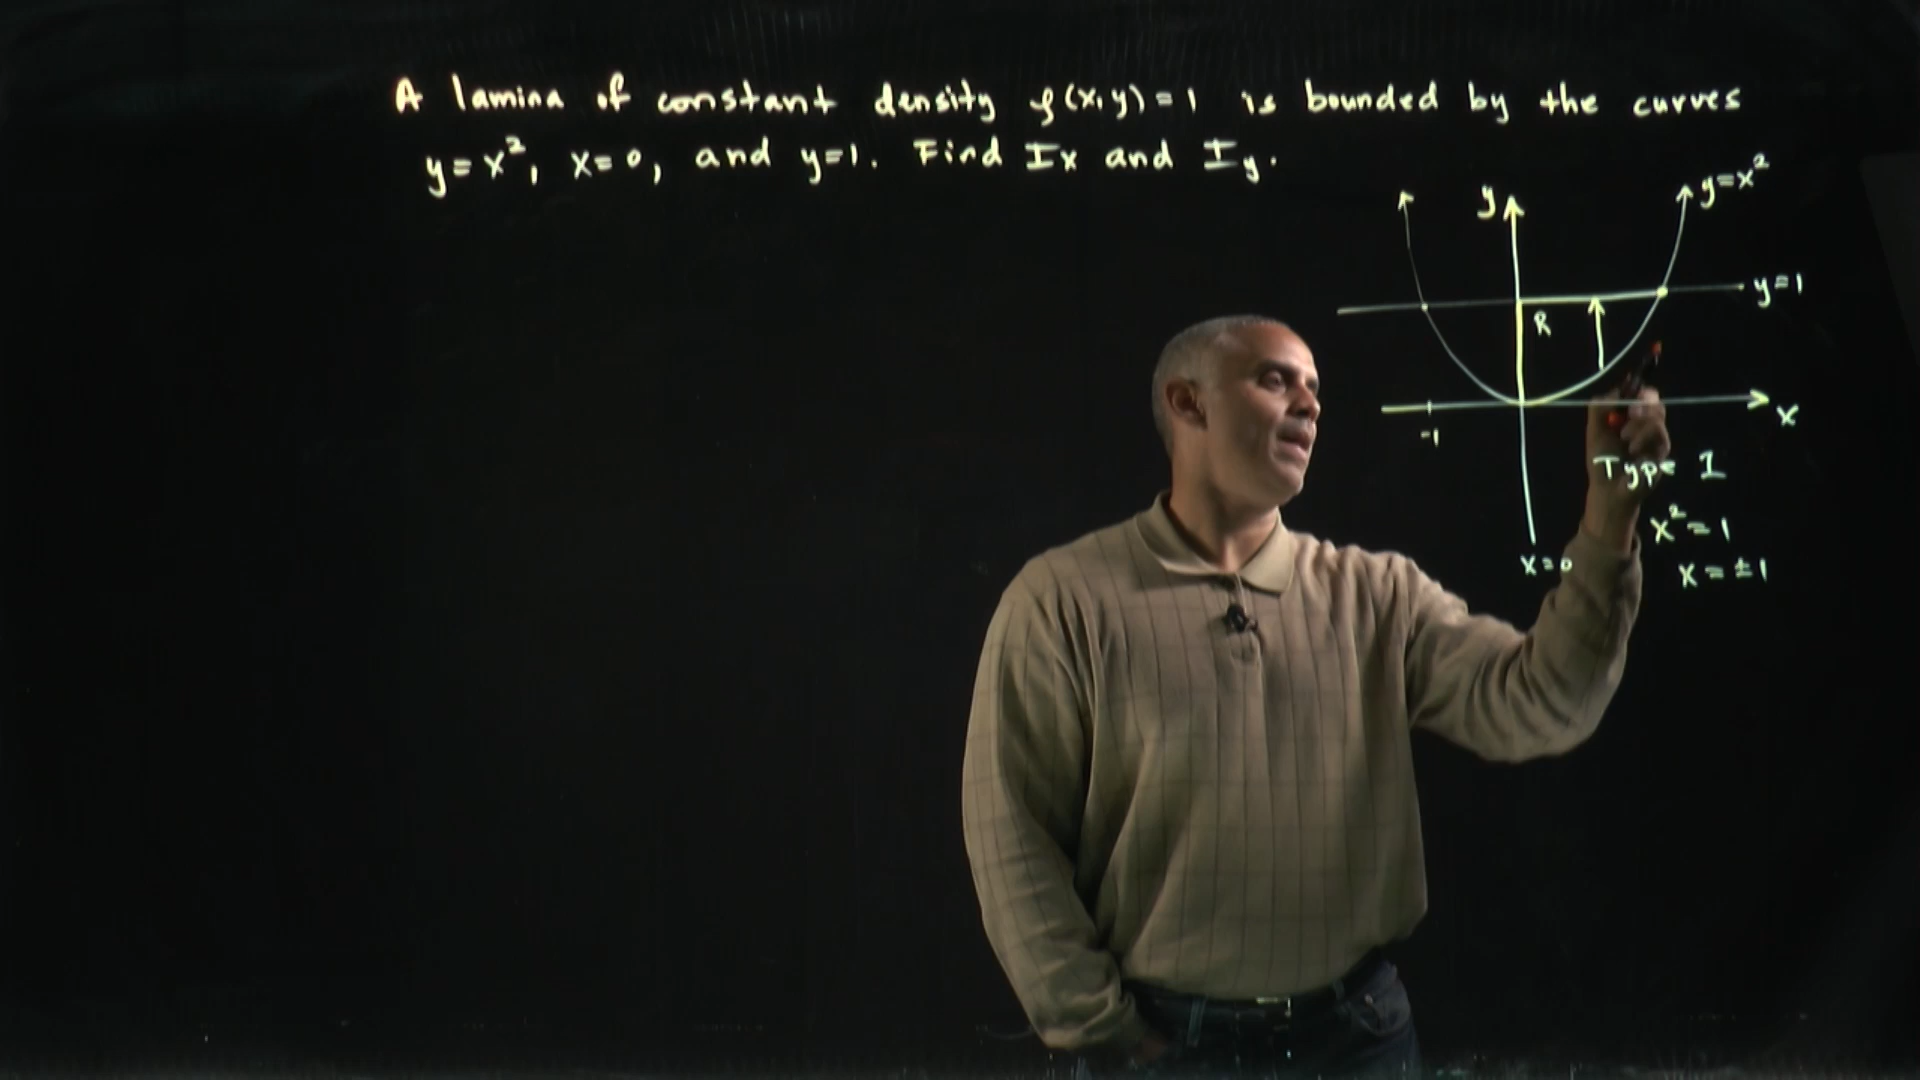 A lamina of constant density ρ(x,y)=1 is bounded by the curves
y=x², x=0, and y=1. Find Ix and Iy.
y=x²
y
y=1
R
x
-1
Type I
x²=1
x=0
x=±1